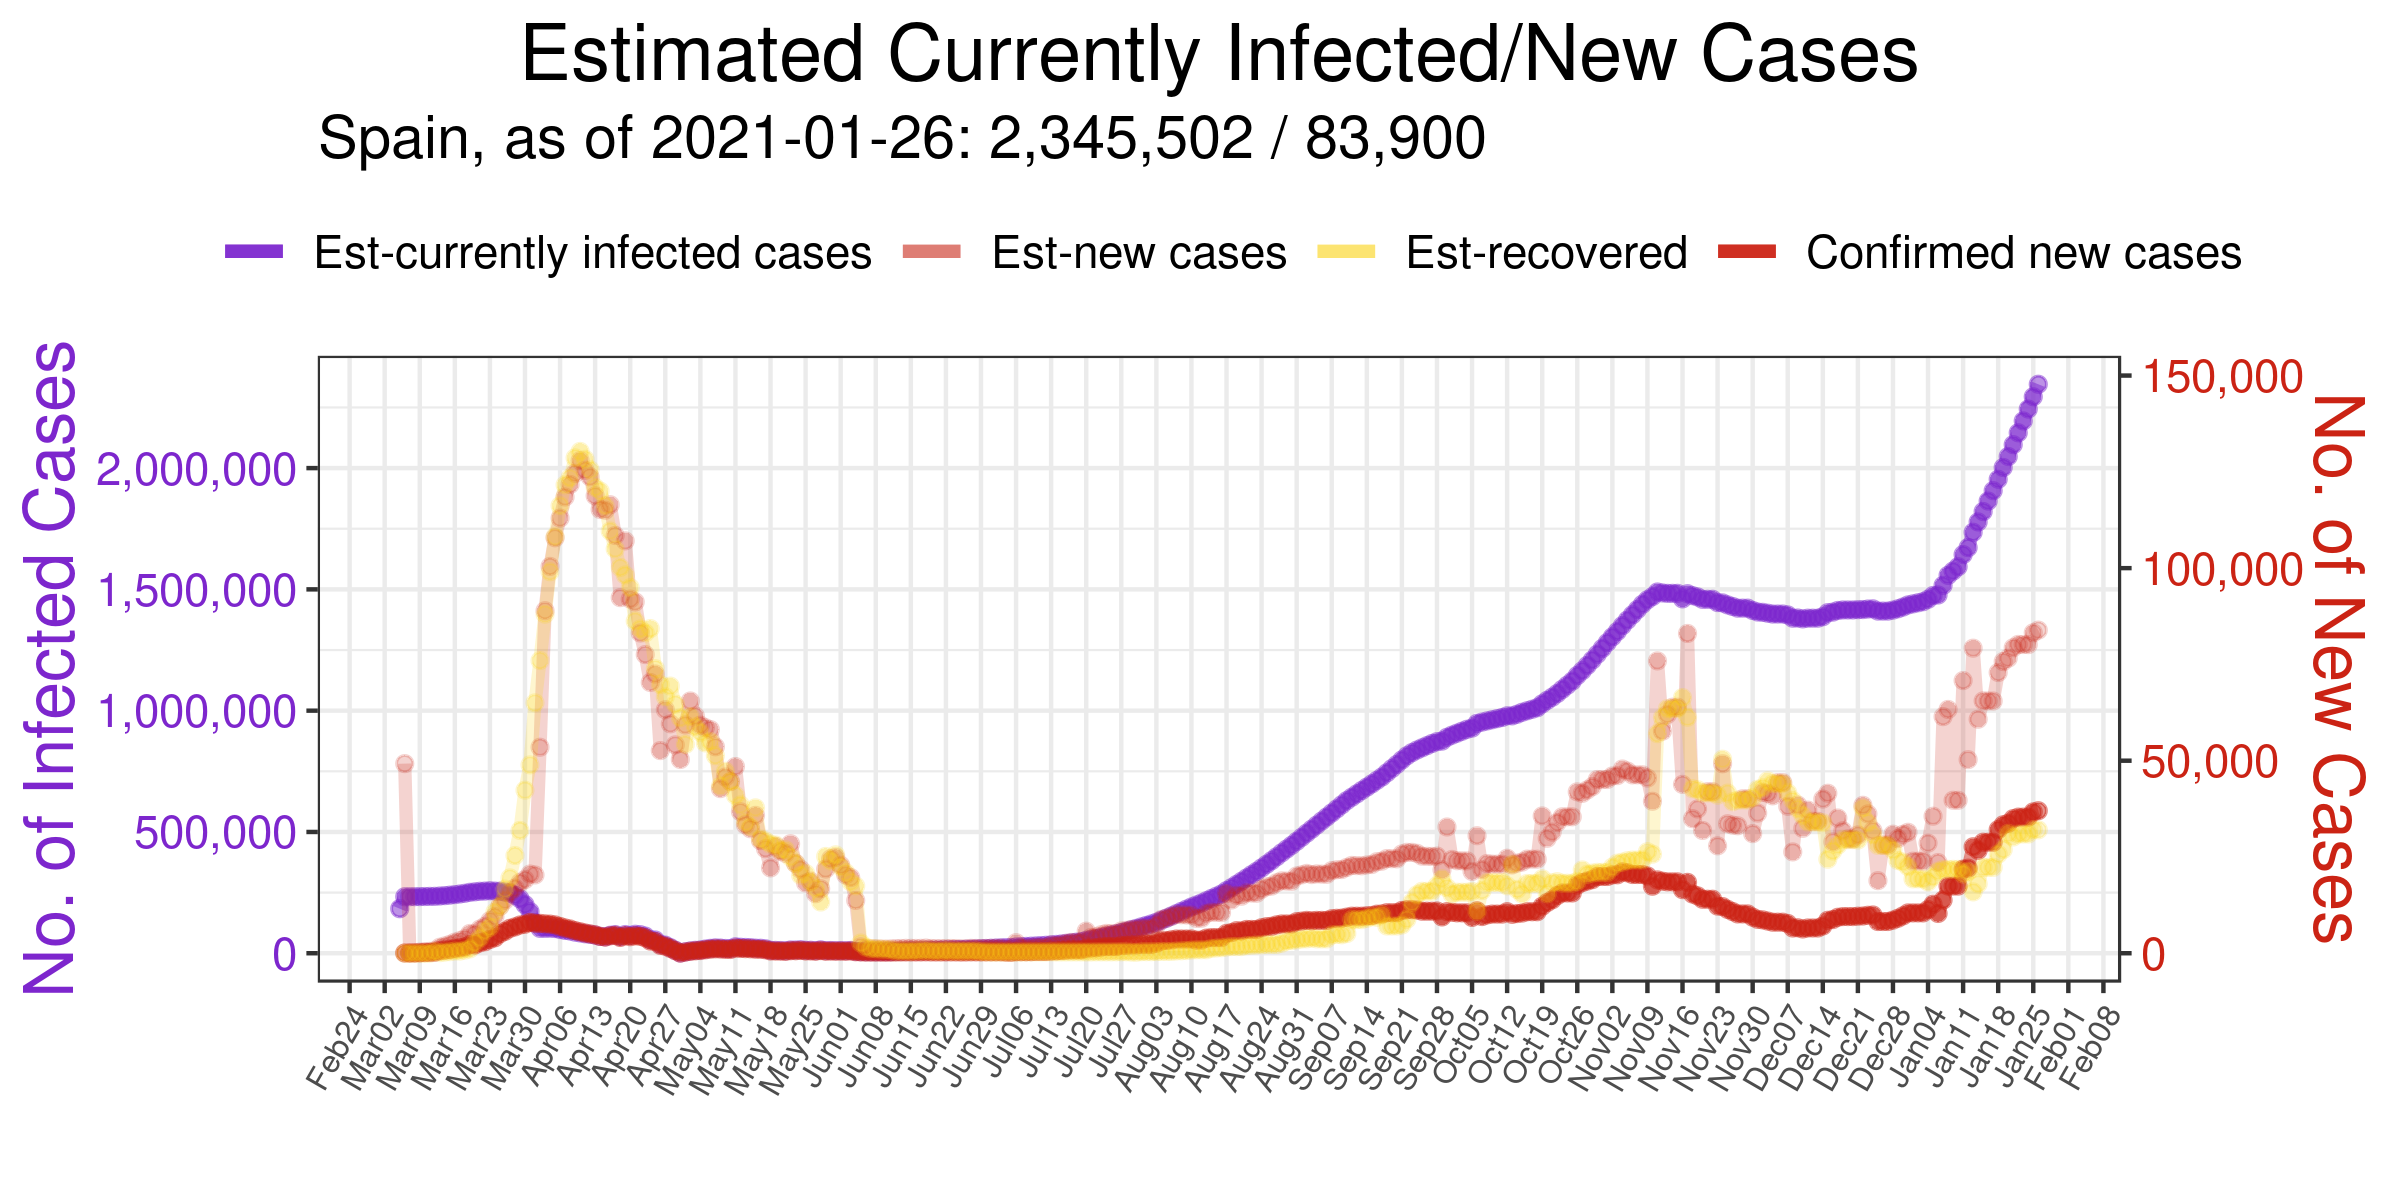 Estimated Currently Infected/New Cases
Spain, as of 2021-01-26: 2,345,502 / 83,900
Est-currently infected cases Est-new cases Est-recovered Confirmed new cases
No. of Infected Cases
2,000,000
1,500,000
1,000,000
500,000
0
150,000
100,000
50,000
0
No. of New Cases
Feb24 Mar02 Mar09 Mar16 Mar23 Mar30 Apr06 Apr13 Apr20 Apr27 May04 May11 May18 May25 Jun01 Jun08 Jun15 Jun22 Jun29 Jul06 Jul13 Jul20 Jul27 Aug03 Aug10 Aug17 Aug24 Aug31 Sep07 Sep14 Sep21 Sep28 Oct05 Oct12 Oct19 Oct26 Nov02 Nov09 Nov16 Nov23 Nov30 Dec07 Dec14 Dec21 Dec28 Jan04 Jan11 Jan18 Jan25 Feb01 Feb08